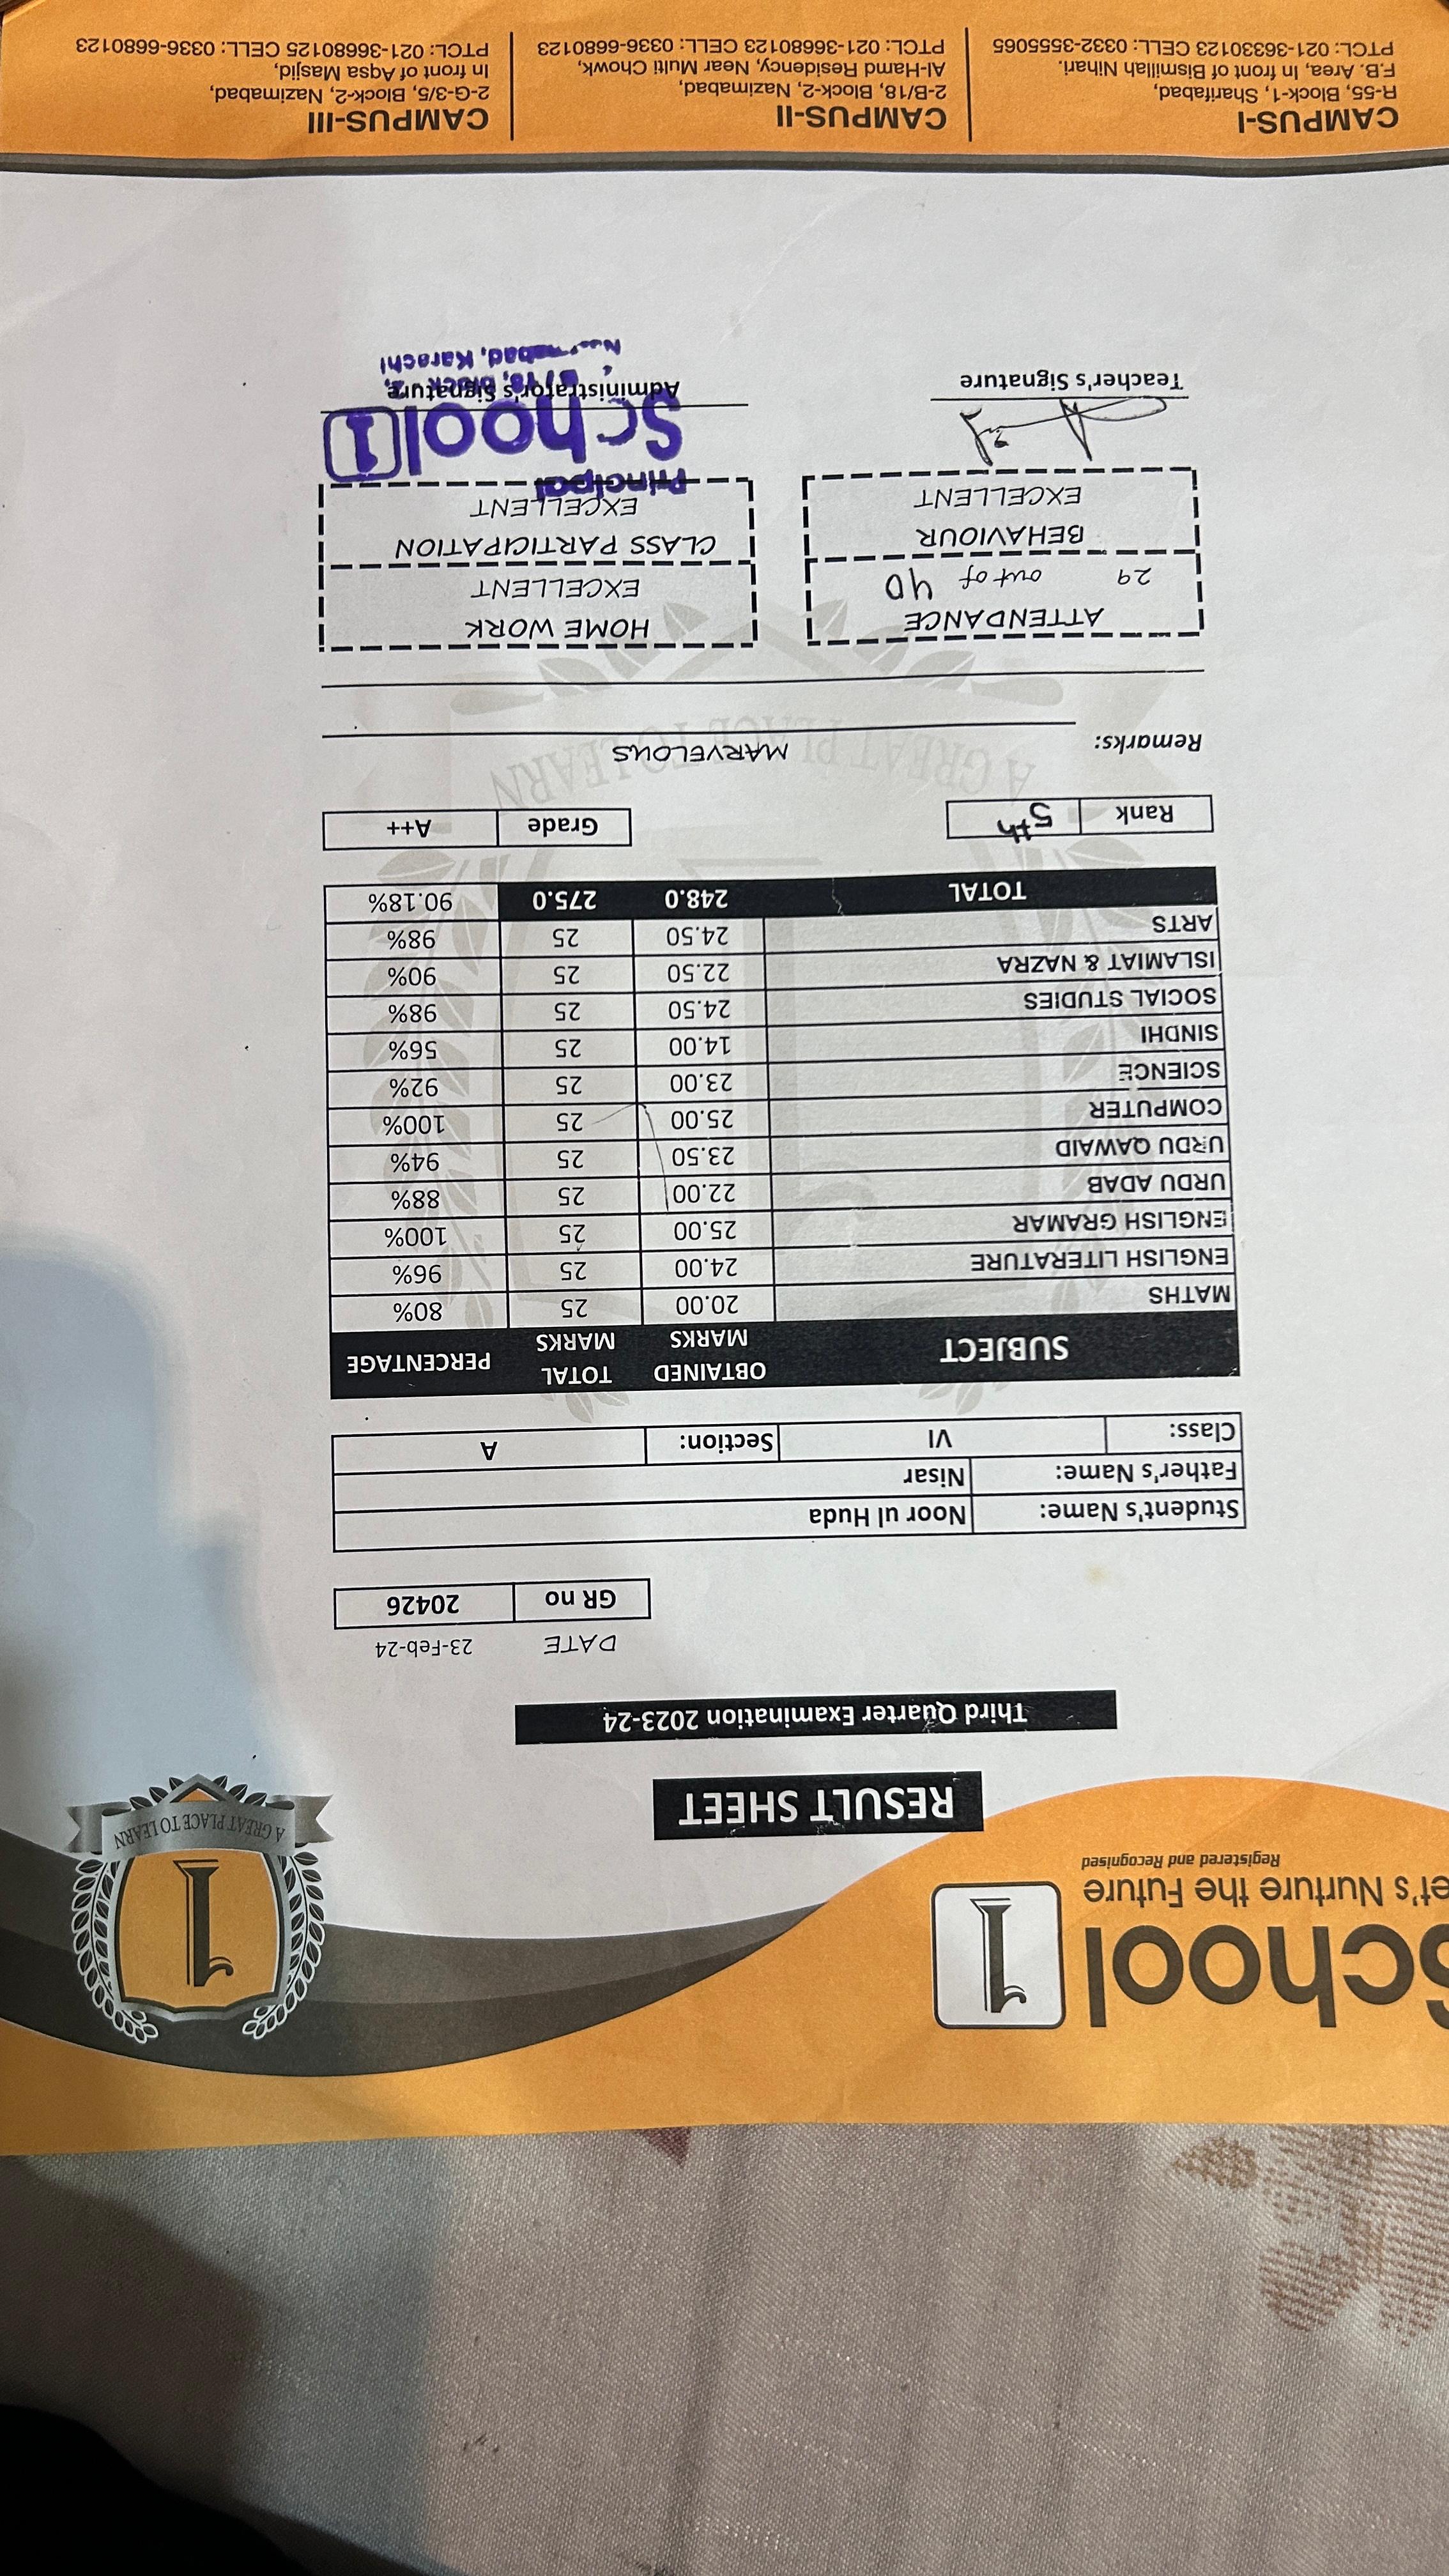 School 1
et's Nurture the Future
Registered and Recognised
1
A GREAT PLACE TO LEARN
RESULT SHEET
Third Quarter Examination 2023-24
DATE 23-Feb-24
GR no 20426
Student's Name: Noor ul Huda
Father's Name: Nisar
Class: VI Section: A
SUBJECT OBTAINED MARKS TOTAL MARKS PERCENTAGE
MATHS 20.00 25 80%
ENGLISH LITERATURE 24.00 25 96%
ENGLISH GRAMAR 25.00 25 100%
URDU ADAB 22.00 25 88%
URDU QAWAID 23.50 25 94%
COMPUTER 25.00 25 100%
SCIENCE 23.00 25 92%
SINDHI 14.00 25 56%
SOCIAL STUDIES 24.50 25 98%
ISLAMIAT & NAZRA 22.50 25 90%
ARTS 24.50 25 98%
TOTAL 248.0 275.0 90.18%
Rank 5th Grade A++
A GREAT PLACE TO LEARN
Remarks: MARVELOUS
ATTENDANCE HOME WORK
29 out of 40 EXCELLENT
BEHAVIOUR CLASS PARTICIPATION
EXCELLENT EXCELLENT
Principal
School 1
Teacher's Signature Administrator's Signature
Block 2,
Karachi
CAMPUS-I
R-55, Block-1, Sharifabad,
F.B. Area, In front of Bismillah Nihari.
PTCL: 021-36330123 CELL: 0332-3555065
CAMPUS-II
2-B/18, Block-2, Nazimabad,
Al-Hamd Residency, Near Multi Chowk,
PTCL: 021-36680123 CELL: 0336-6680123
CAMPUS-III
2-G-3/5, Block-2, Nazimabad,
In front of Aqsa Masjid,
PTCL: 021-36680125 CELL: 0336-6680123